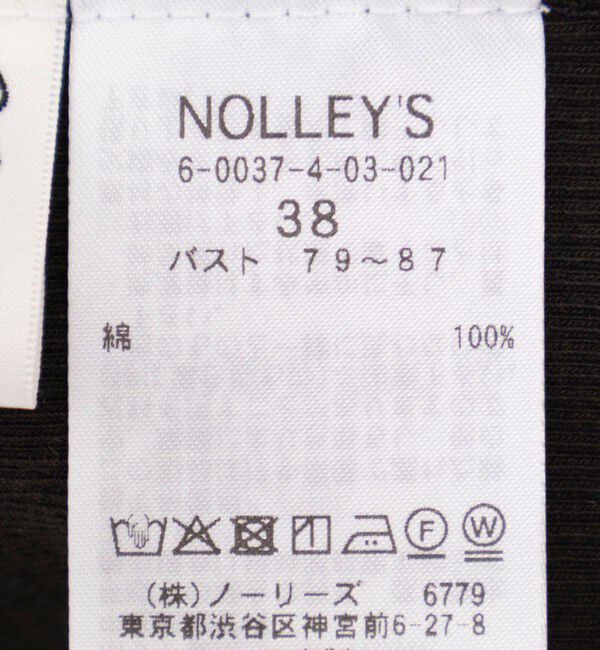 NOLLEY'S
6-0037-4-03-021
38
バスト 79～87
綿 100%
F W
(株)ノーリーズ 6779
東京都渋谷区神宮前6-27-8